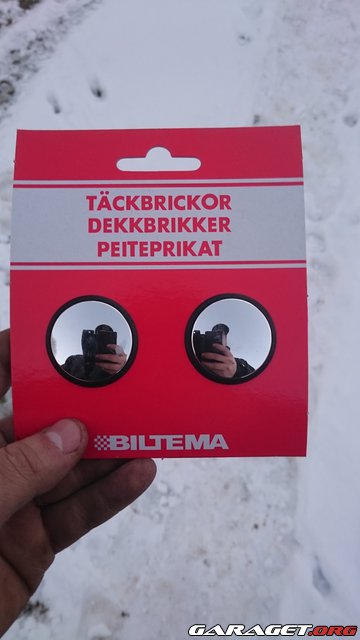 TÄCKBRICKOR
DEKKBRIKKER
PEITEPRIKAT
BILTEMA
GARAGET.ORG